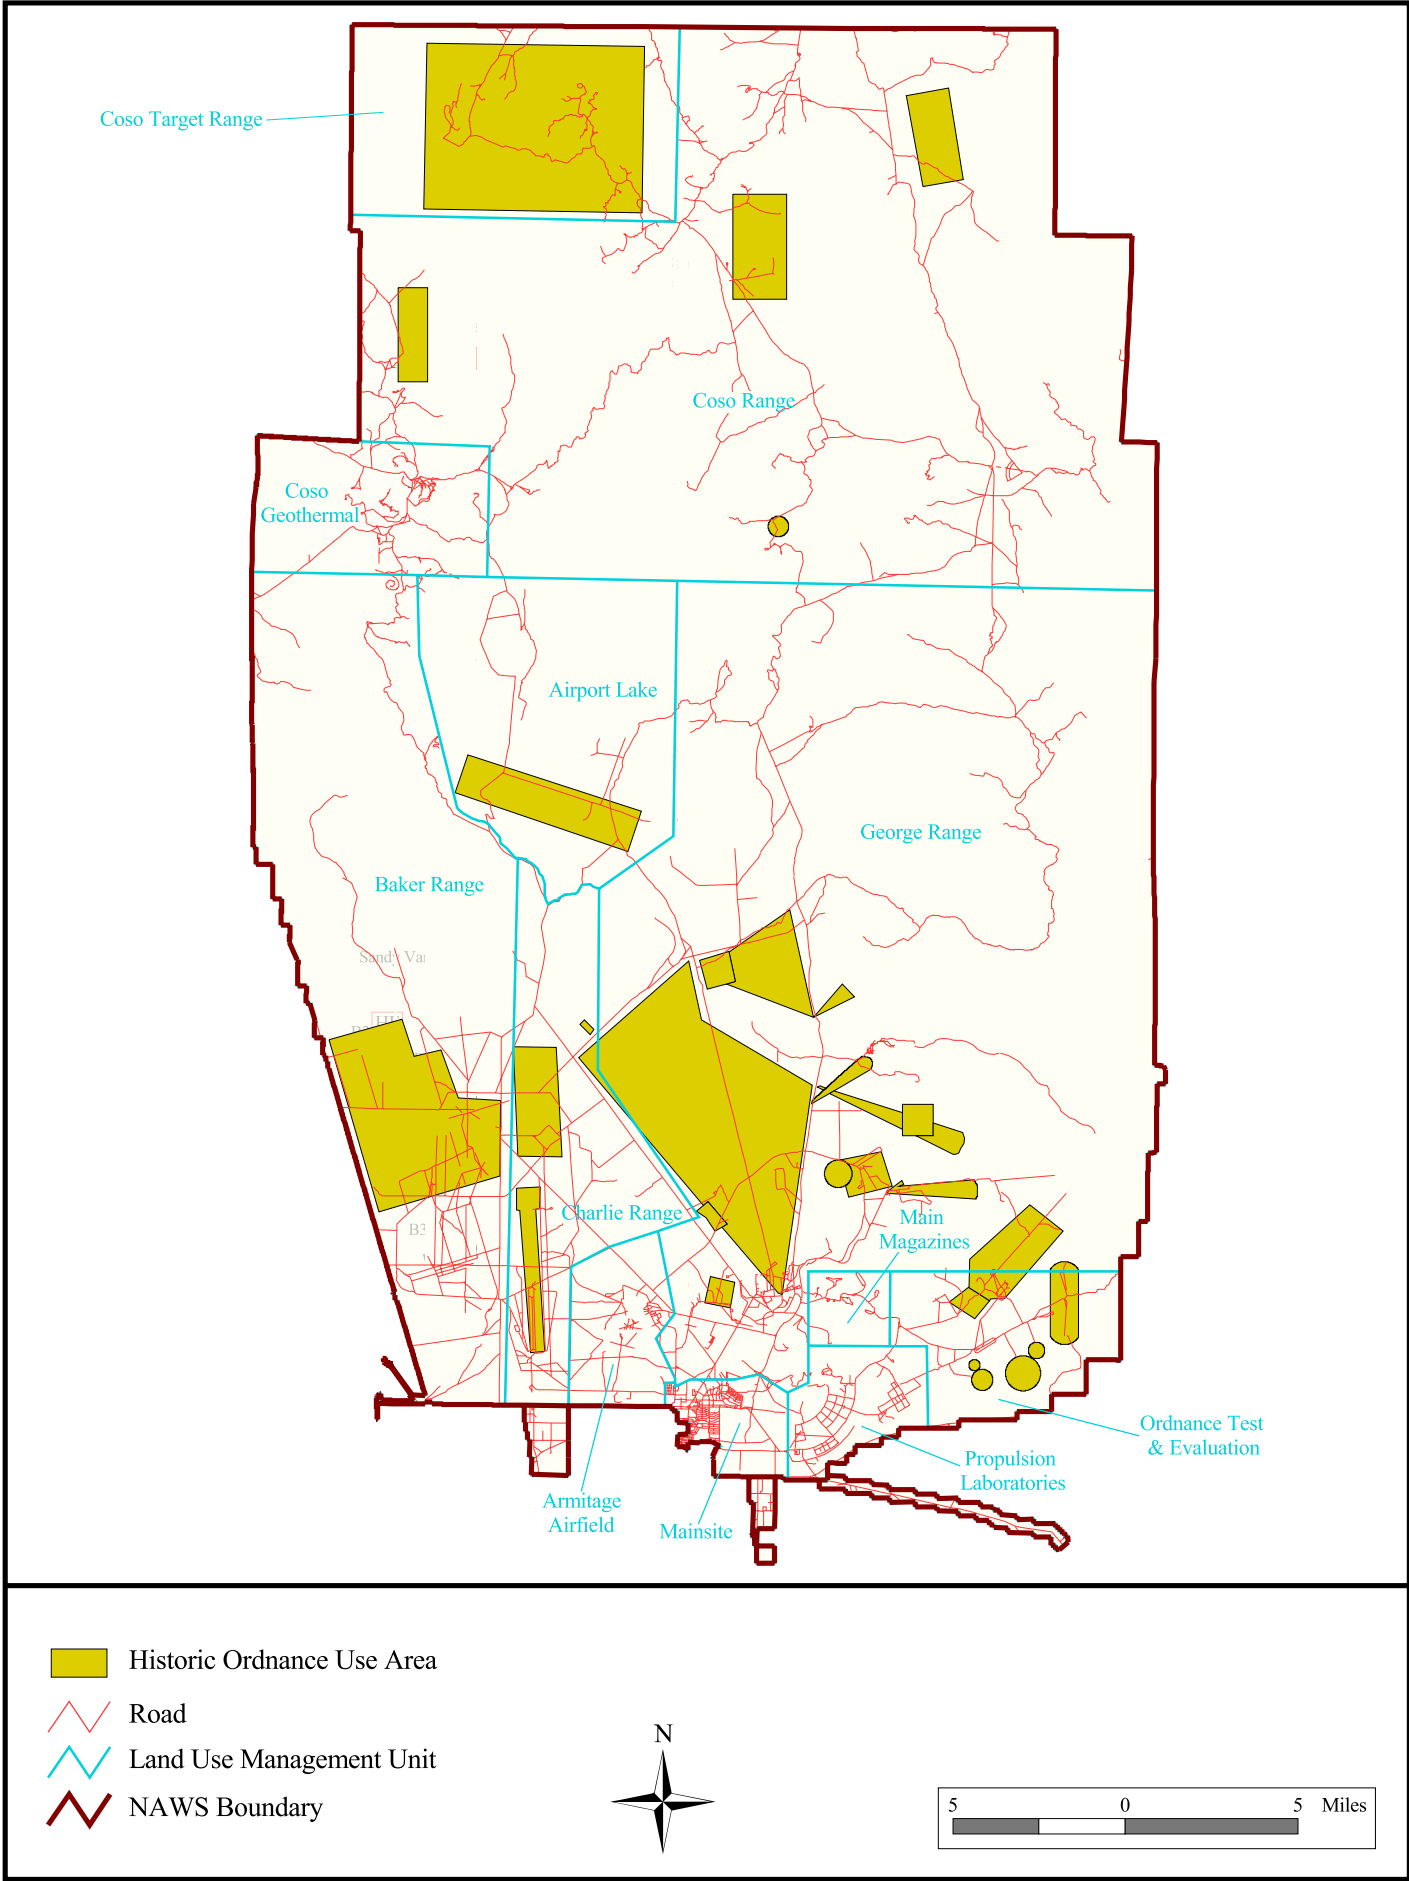 Coso Target Range
Coso Range
Coso
Geothermal
Airport Lake
George Range
Baker Range
Charlie Range
Main
Magazines
Ordnance Test
& Evaluation
Propulsion
Laboratories
Armitage
Airfield
Mainsite
Historic Ordnance Use Area
Road
Land Use Management Unit
NAWS Boundary
N
5 0 5 Miles